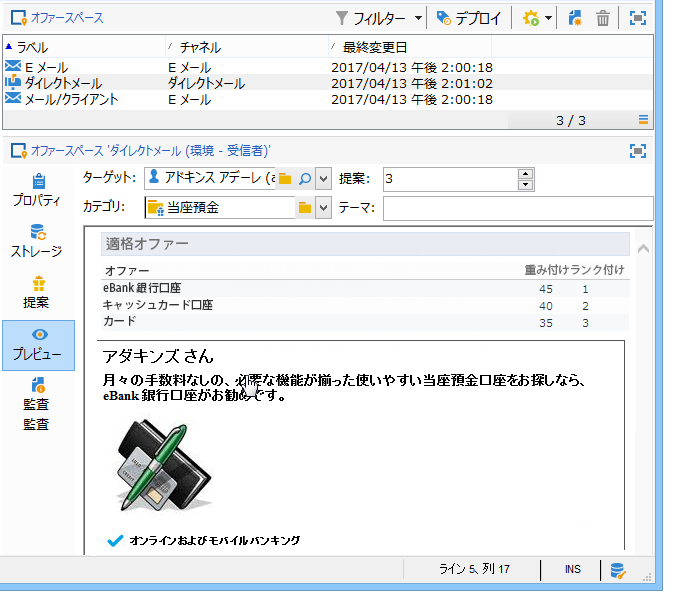 オファースペース
フィルター
デプロイ
ラベル チャネル 最終変更日
E メール E メール 2017/04/13 午後 2:00:18
ダイレクトメール ダイレクトメール 2017/04/13 午後 2:01:02
メール/クライアント E メール 2017/04/13 午後 2:00:18
3 / 3
オファースペース 'ダイレクトメール (環境 - 受信者)'
プロパティ
ストレージ
提案
プレビュー
監査
監査
ターゲット: アドキンス アデーレ (a 提案: 3
カテゴリ: 当座預金 テーマ:
適格オファー
オファー 重み付け ランク付け
eBank 銀行口座 45 1
キャッシュカード口座 40 2
カード 35 3
アダキンズ さん
月々の手数料なしの、必要な機能が揃った使いやすい当座預金口座をお探しなら、
eBank 銀行口座がお勧めです。
オンラインおよびモバイルバンキング
ライン 5、列 17 INS